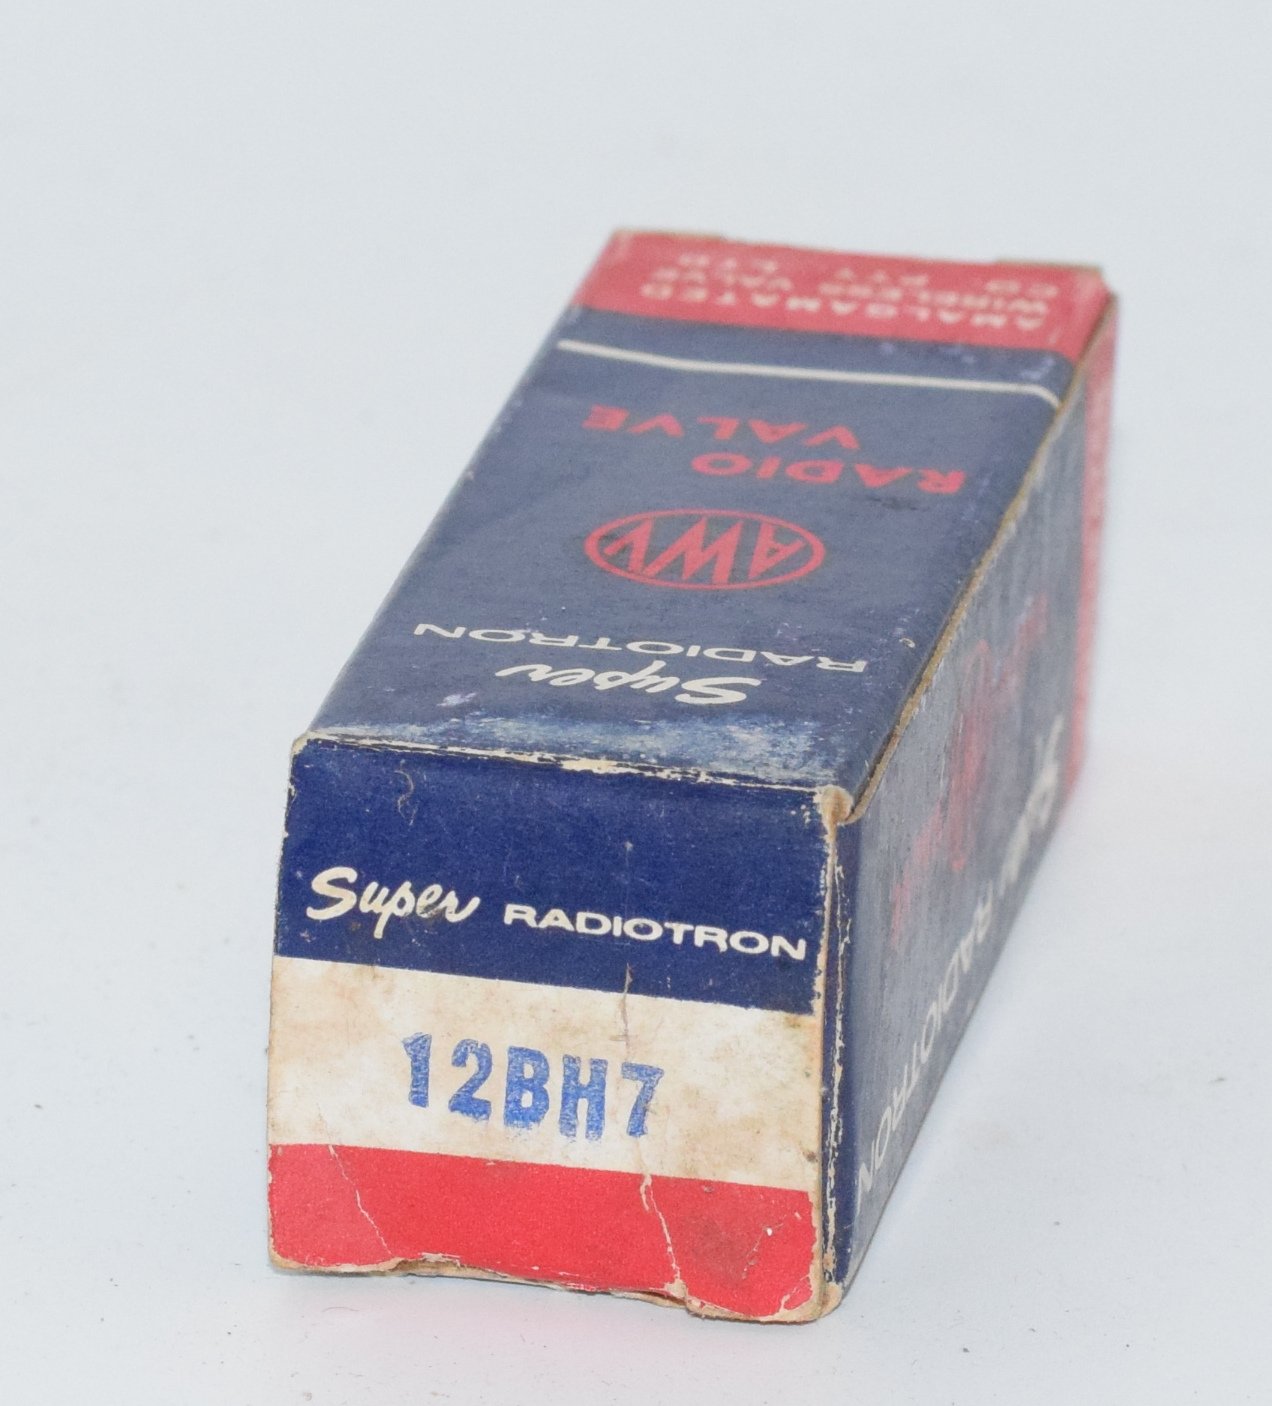 Super RADIOTRON
12BH7
Super
RADIOTRON
AWV
RADIO
VALVE
AMALGAMATED
WIRELESS VALVE
CO. PTY. LTD.
RADIOTRON